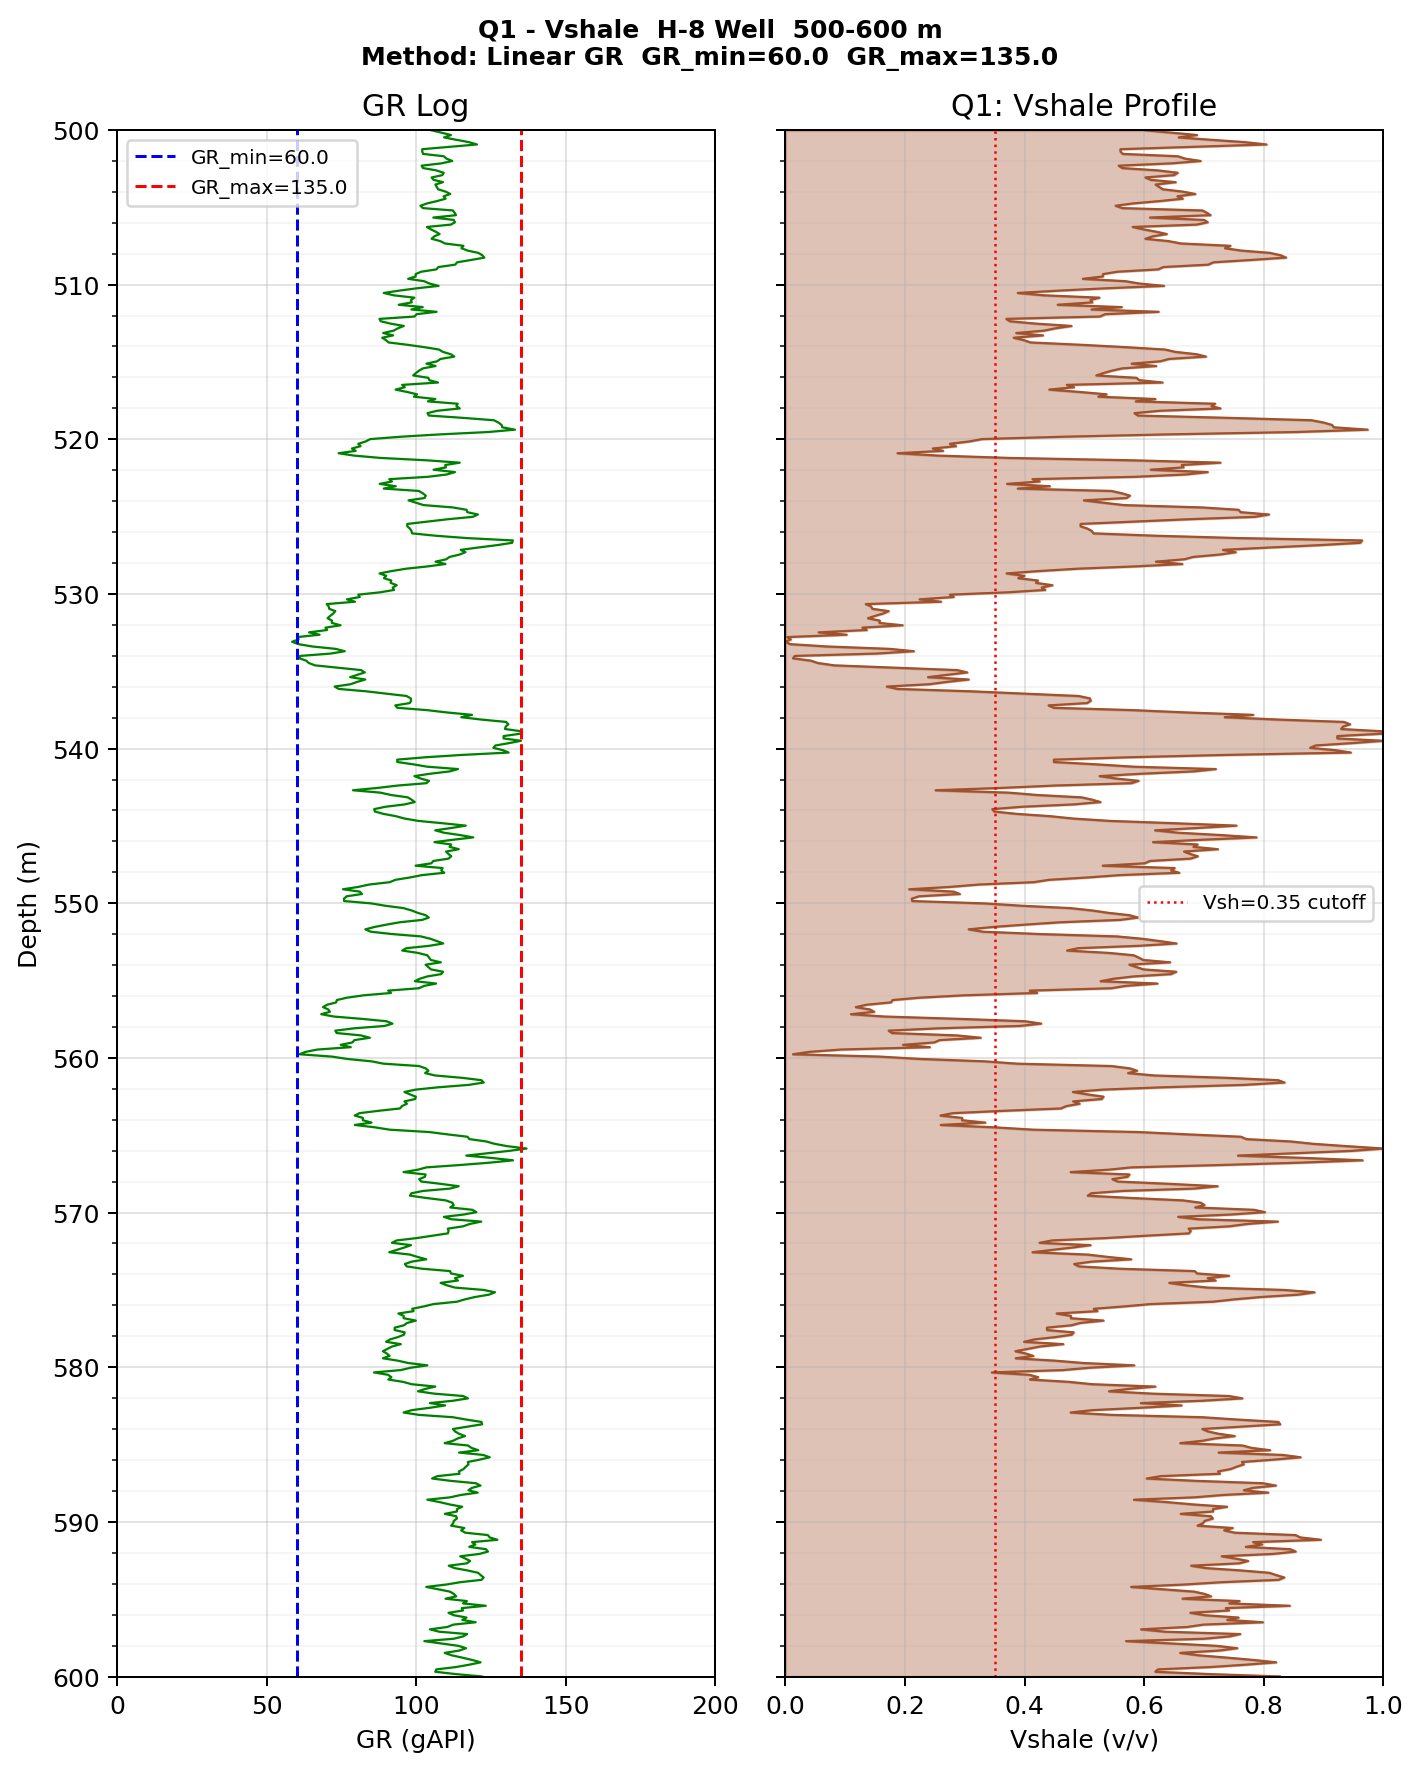 Q1 - Vshale  H-8 Well  500-600 m
Method: Linear GR  GR_min=60.0  GR_max=135.0
GR Log
Q1: Vshale Profile
GR_min=60.0
GR_max=135.0
Vsh=0.35 cutoff
Depth (m)
500
510
520
530
540
550
560
570
580
590
600
0 50 100 150 200
0.0 0.2 0.4 0.6 0.8 1.0
GR (gAPI)
Vshale (v/v)